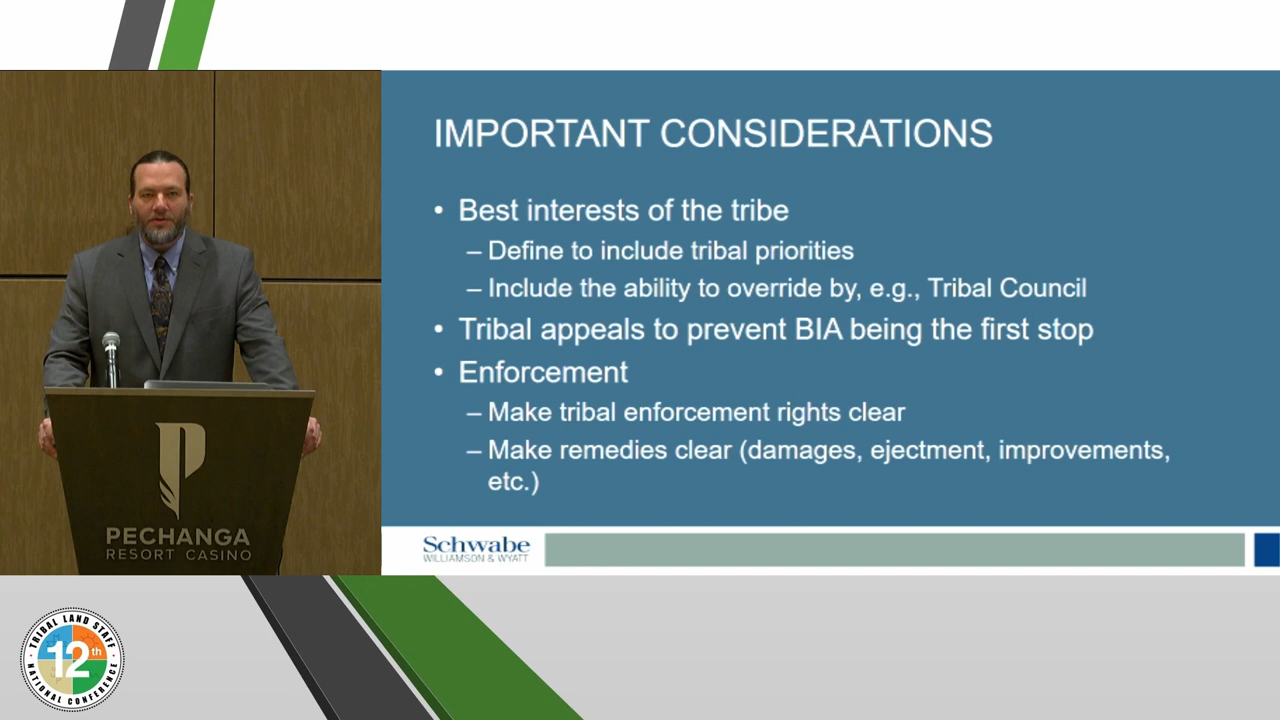 IMPORTANT CONSIDERATIONS
• Best interests of the tribe
– Define to include tribal priorities
– Include the ability to override by, e.g., Tribal Council
• Tribal appeals to prevent BIA being the first stop
• Enforcement
– Make tribal enforcement rights clear
– Make remedies clear (damages, ejectment, improvements,
etc.)
Schwabe
WILLIAMSON & WYATT
P
PECHANGA
RESORT CASINO
TRIBAL LAND STAFF
12th
NATIONAL CONFERENCE